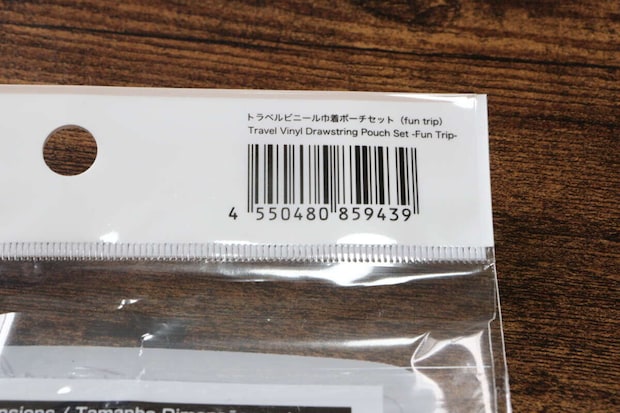 トラベルビニール巾着ポーチセット（fun trip）
Travel Vinyl Drawstring Pouch Set -Fun Trip-
4 550480 859439
/ Tamanho